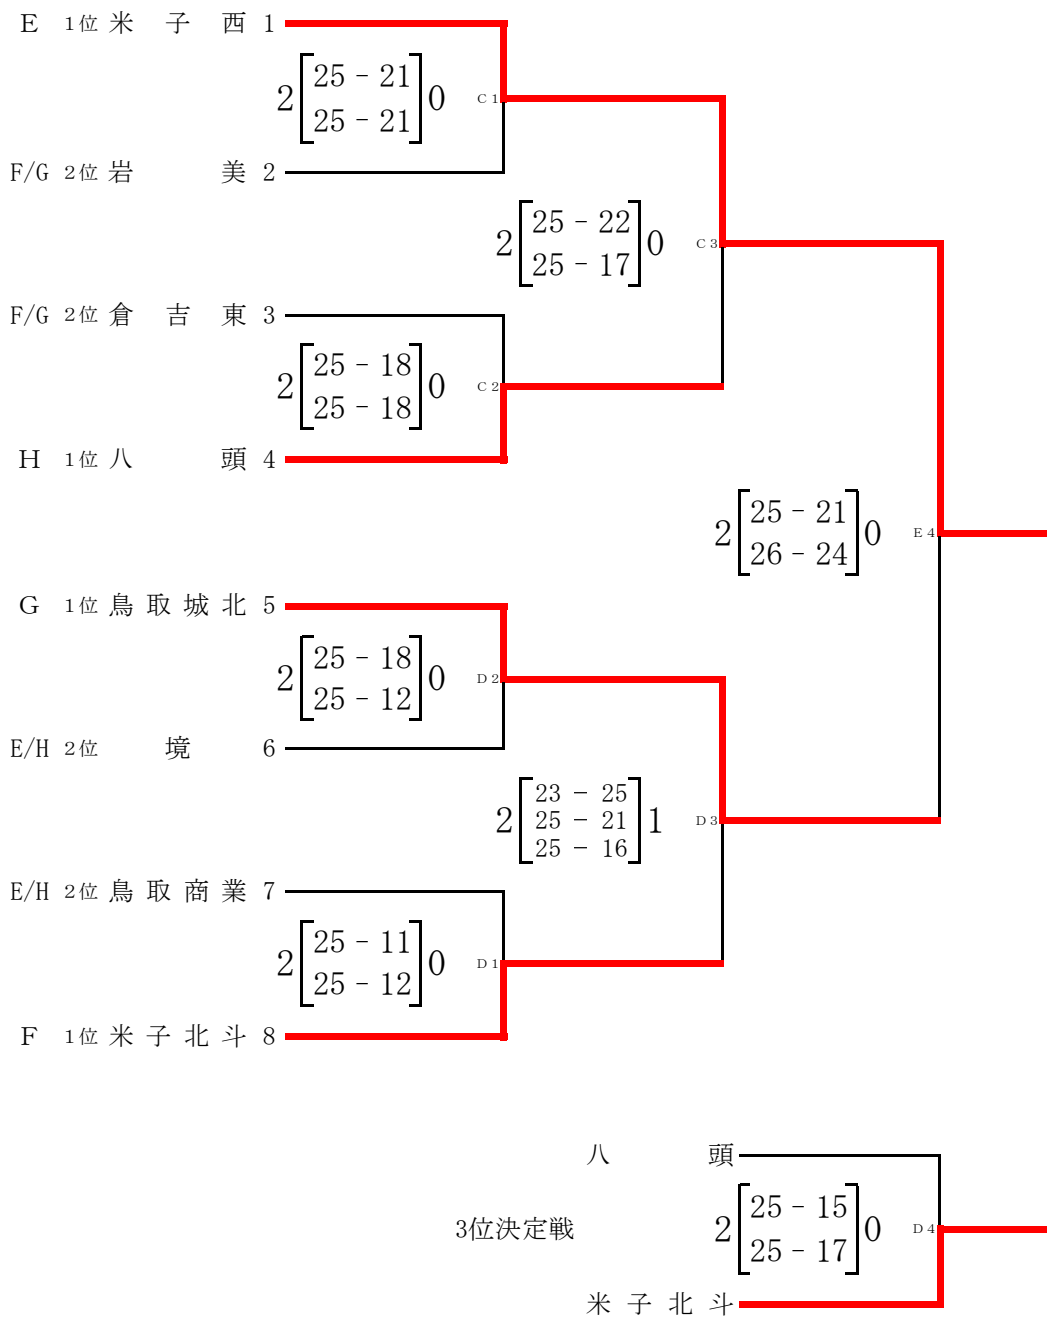 E 1位 米子西 1
25 - 21
2 0 C1
25 - 21
F/G 2位 岩美 2
25 - 22
2 0 C3
25 - 17
F/G 2位 倉吉東 3
25 - 18
2 0 C2
25 - 18
H 1位 八頭 4
25 - 21
2 0 E4
26 - 24
G 1位 鳥取城北 5
25 - 18
2 0 D2
25 - 12
E/H 2位 境 6
23 - 25
2 25 - 21 1 D3
25 - 16
E/H 2位 鳥取商業 7
25 - 11
2 0 D1
25 - 12
F 1位 米子北斗 8
八頭
25 - 15
3位決定戦 2 0 D4
25 - 17
米子北斗